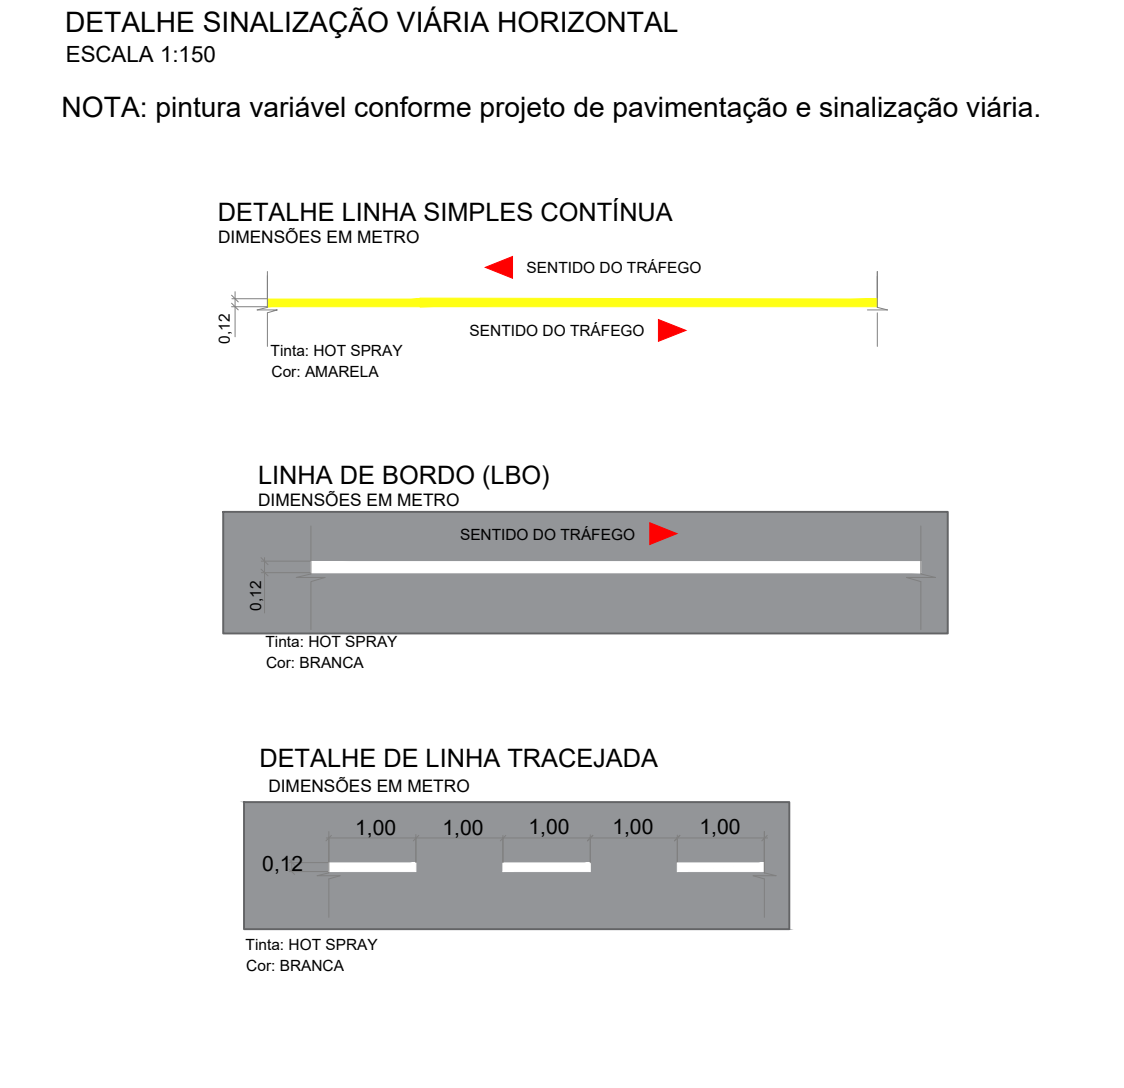 DETALHE SINALIZAÇÃO VIÁRIA HORIZONTAL
ESCALA 1:150
NOTA: pintura variável conforme projeto de pavimentação e sinalização viária.
DETALHE LINHA SIMPLES CONTÍNUA
DIMENSÕES EM METRO
SENTIDO DO TRÁFEGO
0,12
SENTIDO DO TRÁFEGO
Tinta: HOT SPRAY
Cor: AMARELA
LINHA DE BORDO (LBO)
DIMENSÕES EM METRO
SENTIDO DO TRÁFEGO
0,12
Tinta: HOT SPRAY
Cor: BRANCA
DETALHE DE LINHA TRACEJADA
DIMENSÕES EM METRO
1,00 1,00 1,00 1,00 1,00
0,12
Tinta: HOT SPRAY
Cor: BRANCA